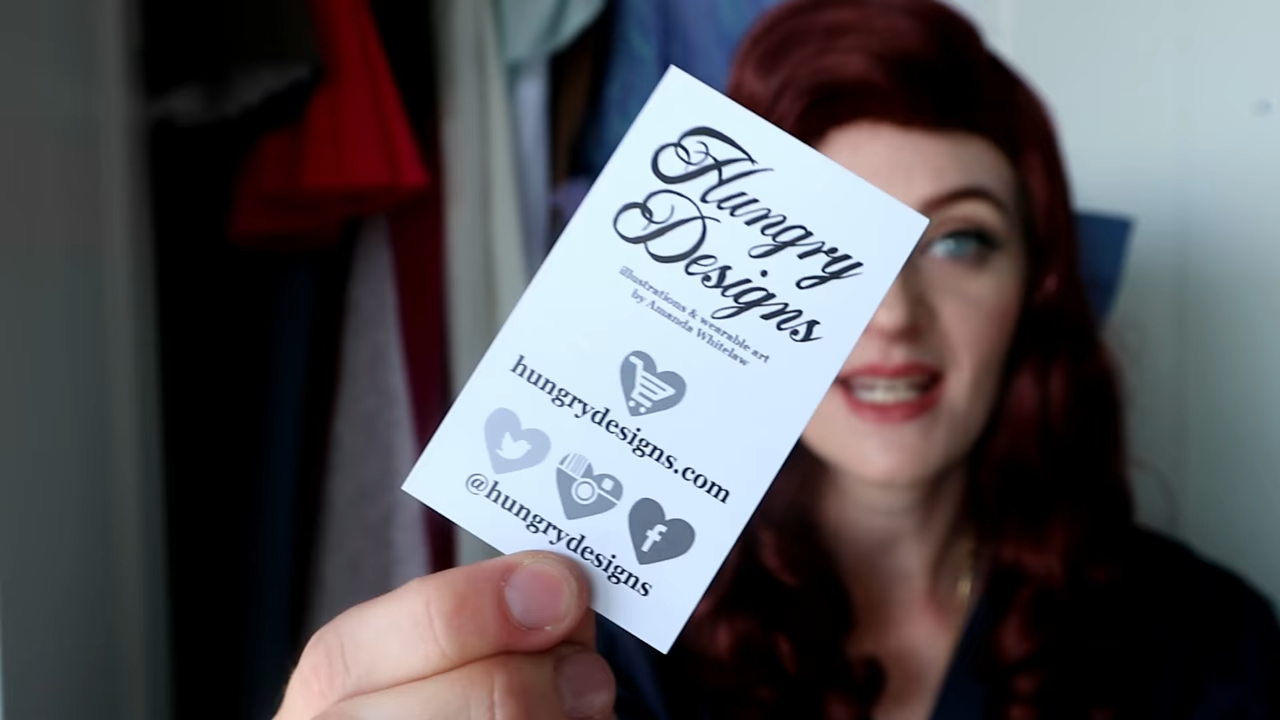 Hungry
Designs
illustrations & wearable art
by Amanda Whitelaw
hungrydesigns.com
f
@hungrydesigns